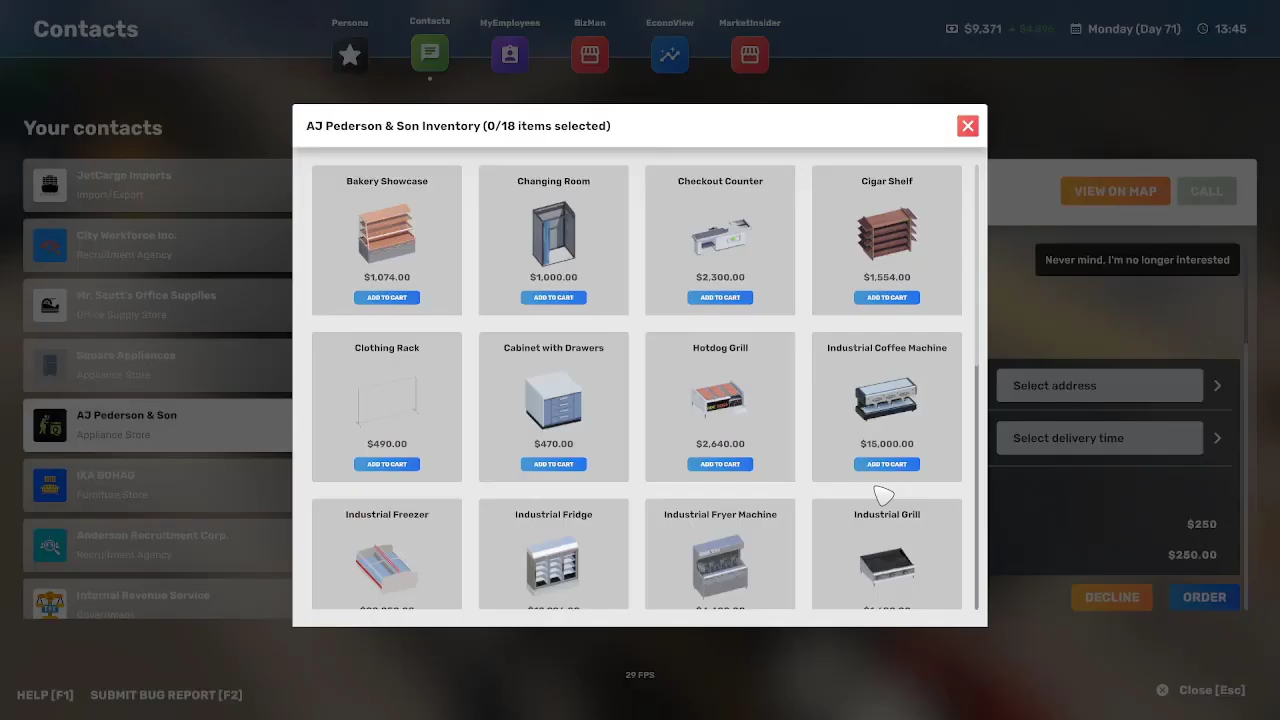 Contacts
Persona
Contacts
MyEmployees
BizMan
EconoView
MarketInsider
$9,371
Monday (Day 71)
13:45
Your contacts
JetCargo Imports
Import/Export
City Workforce Inc.
Recruitment Agency
Mr. Scott's Office Supplies
Office Supply Store
Square Appliances
Appliance Store
AJ Pederson & Son
Appliance Store
IKA BOHAG
Furniture Store
Anderson Recruitment Corp.
Recruitment Agency
Internal Revenue Service
Government
AJ Pederson & Son Inventory (0/18 items selected)
Bakery Showcase
$1,074.00
ADD TO CART
Changing Room
$1,000.00
ADD TO CART
Checkout Counter
$2,300.00
ADD TO CART
Cigar Shelf
$1,554.00
ADD TO CART
Clothing Rack
$490.00
ADD TO CART
Cabinet with Drawers
$470.00
ADD TO CART
Hotdog Grill
$2,640.00
ADD TO CART
Industrial Coffee Machine
$15,000.00
ADD TO CART
Industrial Freezer
Industrial Fridge
Industrial Fryer Machine
Industrial Grill
VIEW ON MAP
CALL
Never mind, I'm no longer interested
Select address
Select delivery time
$250
$250.00
DECLINE
ORDER
29 FPS
HELP [F1]
SUBMIT BUG REPORT [F2]
Close [Esc]